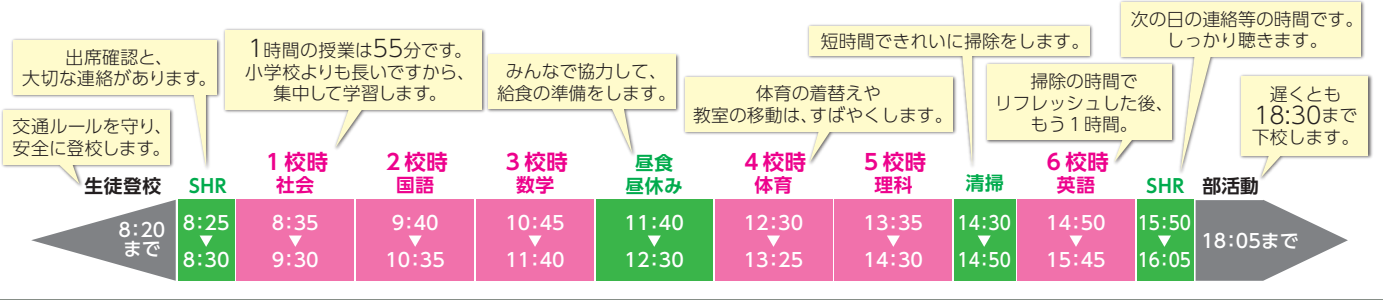 交通ルールを守り、
安全に登校します。
出席確認と、
大切な連絡があります。
1時間の授業は55分です。
小学校よりも長いですから、
集中して学習します。
みんなで協力して、
給食の準備をします。
体育の着替えや
教室の移動は、すばやくします。
短時間できれいに掃除をします。
掃除の時間で
リフレッシュした後、
もう1時間。
次の日の連絡等の時間です。
しっかり聴きます。
遅くとも
18:30まで
下校します。
生徒登校
8:20
まで
SHR
8:25
▼
8:30
1校時
社会
8:35
▼
9:30
2校時
国語
9:40
▼
10:35
3校時
数学
10:45
▼
11:40
昼食
昼休み
11:40
▼
12:30
4校時
体育
12:30
▼
13:25
5校時
理科
13:35
▼
14:30
清掃
14:30
▼
14:50
6校時
英語
14:50
▼
15:45
SHR
15:50
▼
16:05
部活動
18:05まで